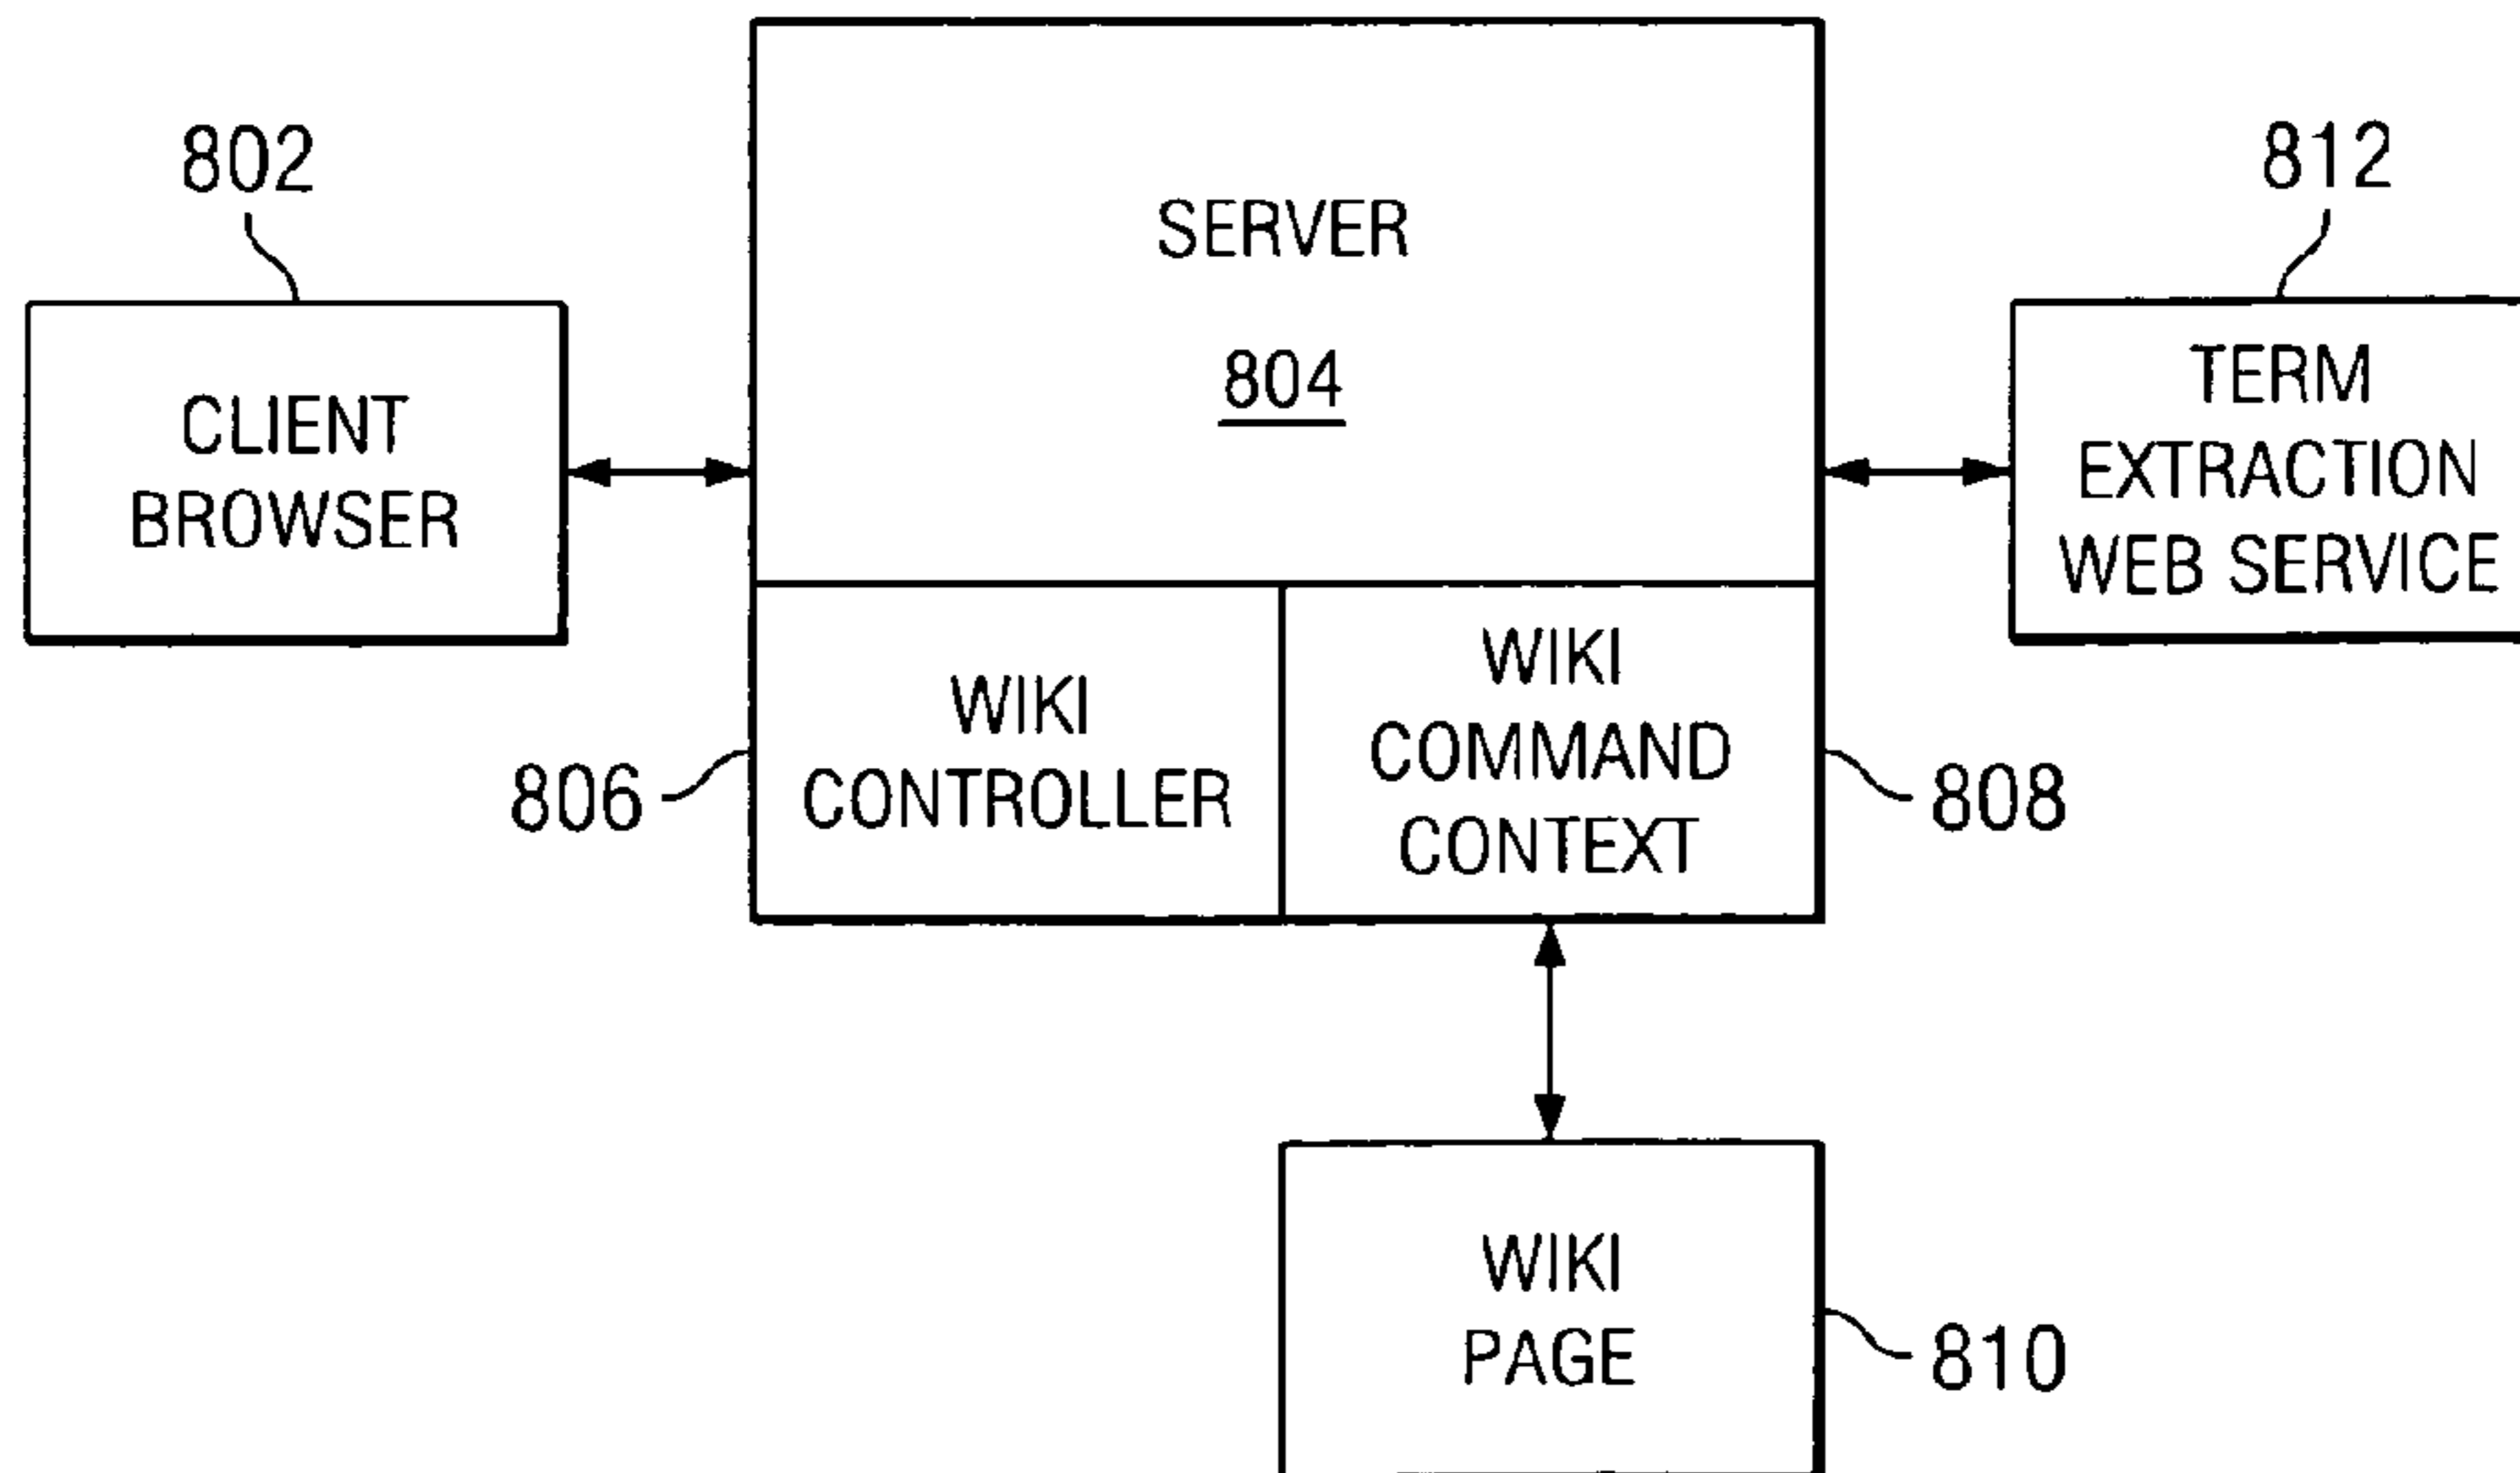 802
CLIENT
BROWSER
SERVER
804
812
TERM
EXTRACTION
WEB SERVICE
806
WIKI
CONTROLLER
WIKI
COMMAND
CONTEXT
808
WIKI
PAGE
810